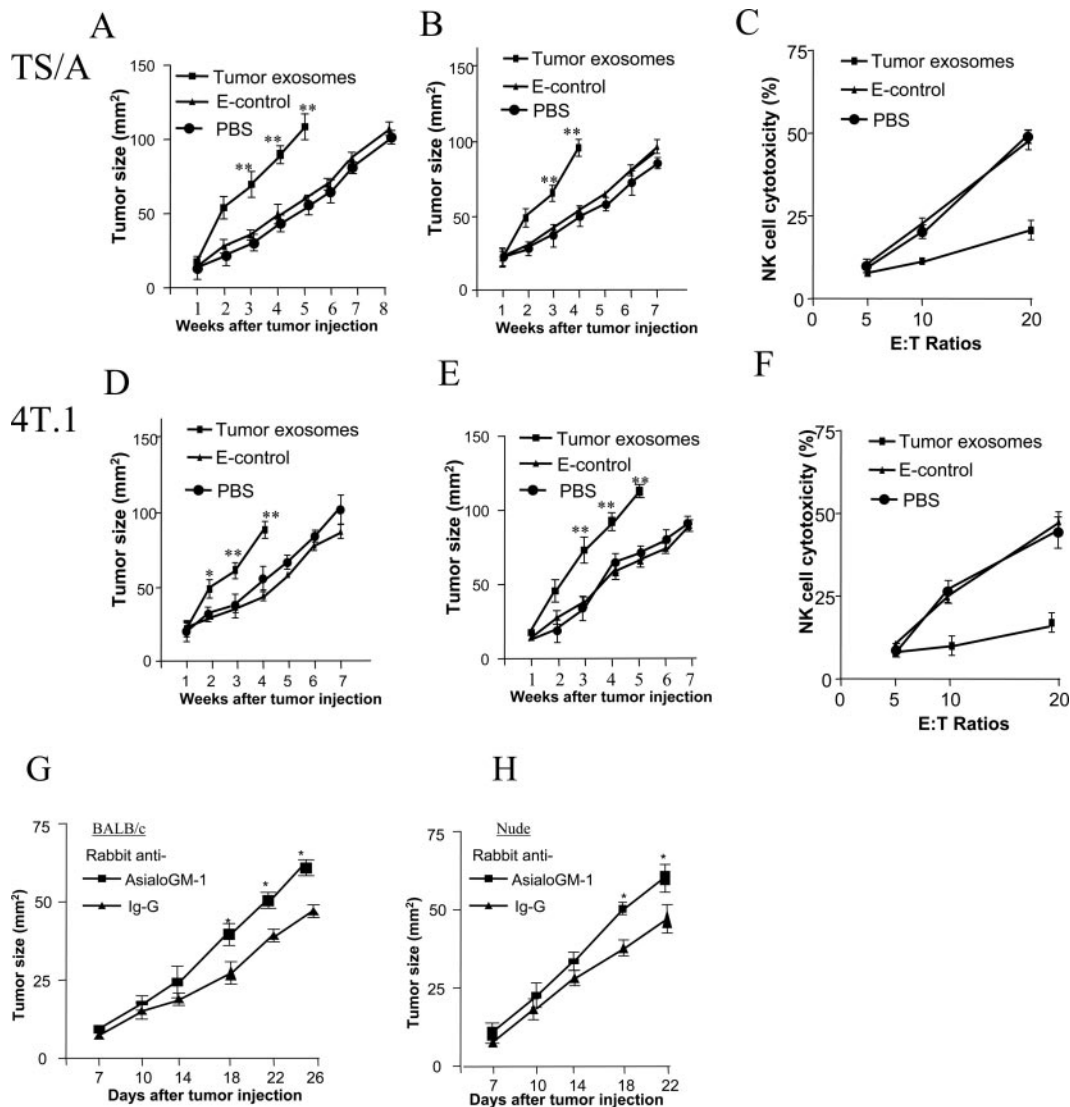 A
TS/A
Tumor size (mm²)
150
100
50
0
Tumor exosomes
E-control
PBS
**
**
**
1 2 3 4 5 6 7 8
Weeks after tumor injection
B
Tumor size (mm²)
150
100
50
0
Tumor exosomes
E-control
PBS
**
**
1 2 3 4 5 6 7
Weeks after tumor injection
C
NK cell cytotoxicity (%)
75
50
25
0
Tumor exosomes
E-control
PBS
0 5 10 20
E:T Ratios
D
4T.1
Tumor size (mm²)
150
100
50
0
Tumor exosomes
E-control
PBS
*
**
**
1 2 3 4 5 6 7
Weeks after tumor injection
E
Tumor size (mm²)
150
100
50
0
Tumor exosomes
E-control
PBS
**
**
**
1 2 3 4 5 6 7
Weeks after tumor injection
F
NK cell cytotoxicity (%)
75
50
25
0
Tumor exosomes
E-control
PBS
0 5 10 20
E:T Ratios
G
Tumor size (mm²)
75
50
25
0
BALB/c
Rabbit anti-
AsialoGM-1
Ig-G
*
*
*
7 10 14 18 22 26
Days after tumor injection
H
Tumor size (mm²)
75
50
25
0
Nude
Rabbit anti-
AsialoGM-1
Ig-G
*
*
7 10 14 18 22
Days after tumor injection